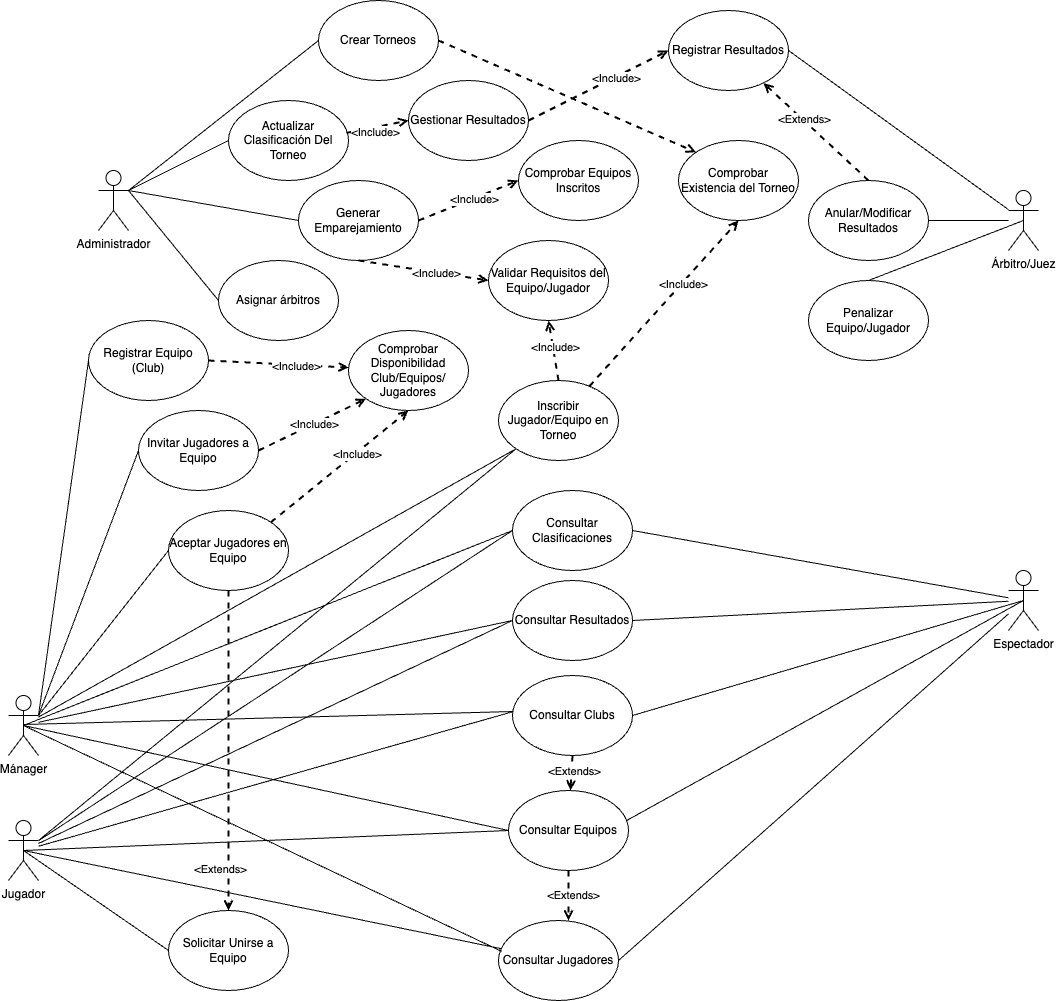 Crear Torneos
Registrar Resultados
<Include>
Actualizar
Clasificación Del
Torneo
<Include>
Gestionar Resultados
<Extends>
Comprobar Equipos
Inscritos
Comprobar
Existencia del Torneo
Administrador
Generar
Emparejamiento
<Include>
Anular/Modificar
Resultados
Árbitro/Juez
<Include>
Validar Requisitos del
Equipo/Jugador
<Include>
Asignar árbitros
Penalizar
Equipo/Jugador
Registrar Equipo
(Club)
<Include>
Comprobar
Disponibilidad
Club/Equipos/
Jugadores
<Include>
Inscribir
Jugador/Equipo en
Torneo
Invitar Jugadores a
Equipo
<Include>
<Include>
Aceptar Jugadores en
Equipo
Consultar
Clasificaciones
Consultar Resultados
Espectador
Consultar Clubs
Mánager
<Extends>
Consultar Equipos
Jugador
<Extends>
<Extends>
Solicitar Unirse a
Equipo
Consultar Jugadores